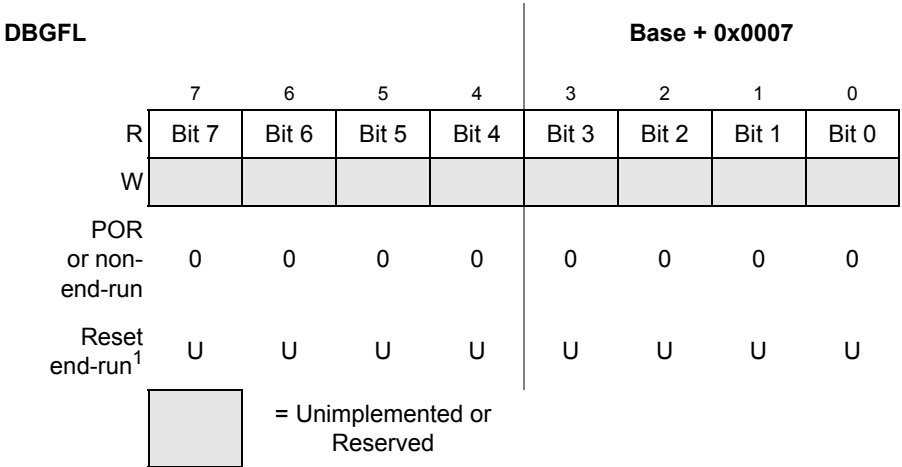 DBGFL Base + 0x0007
7 6 5 4 3 2 1 0
R Bit 7 Bit 6 Bit 5 Bit 4 Bit 3 Bit 2 Bit 1 Bit 0
W
POR
or non- 0 0 0 0 0 0 0 0
end-run
Reset
end-run1 U U U U U U U U
= Unimplemented or
Reserved